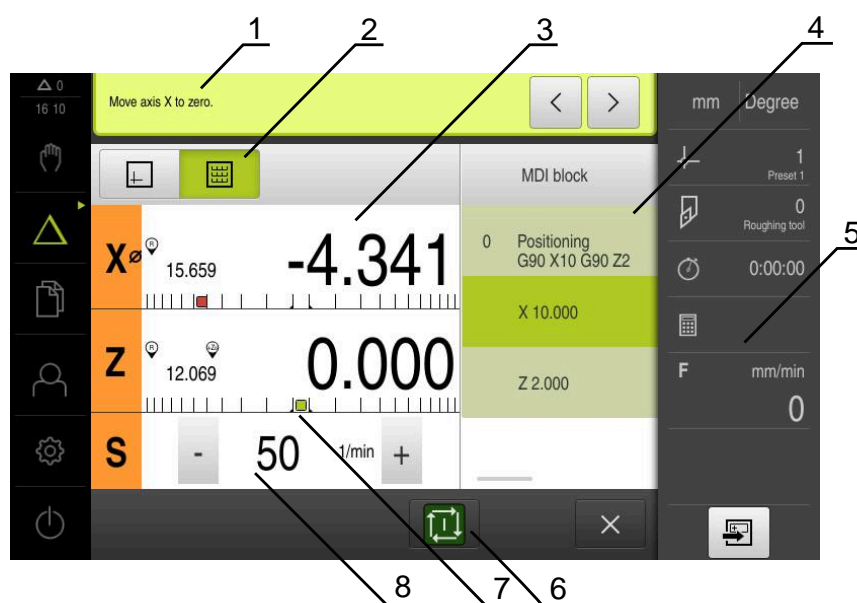 1
2
3
4
0
16 10
Move axis X to zero.
< >
mm Degree
1
Preset 1
MDI block
0
Roughing tool
5
X ø
R
15.659
-4.341
0 Positioning
G90 X10 G90 Z2
0:00:00
X 10.000
Z
R
12.069
0.000
Z 2.000
F mm/min
0
S
- 50 1/min +
I
8
7
6